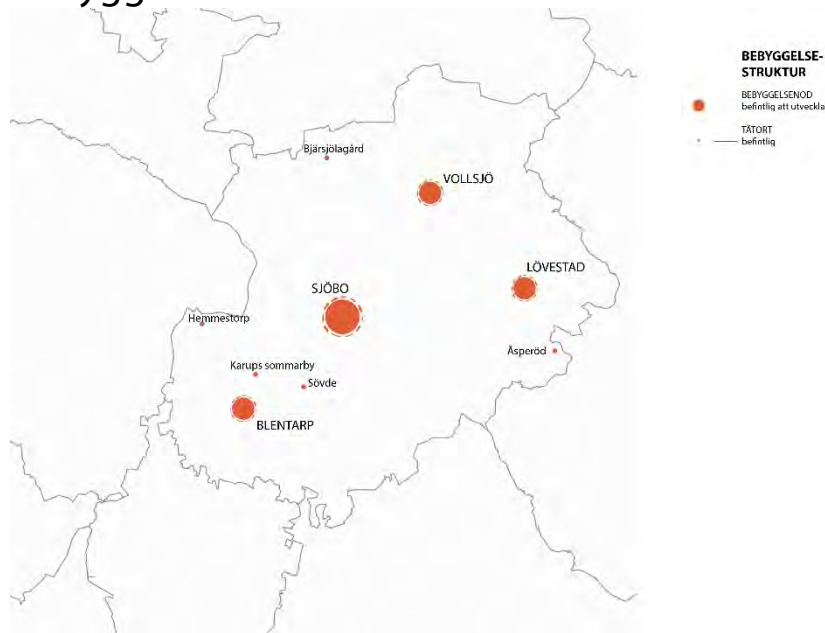 BEBYGGELSE-
STRUKTUR
BEBYGGELSENOD
befintlig att utveckla
TÄTORT
befintlig
Bjärsjölagård
VOLLSJÖ
LÖVESTAD
SJÖBO
Hemmestorp
Äsperöd
Karups sommarby
Sövde
BLENTARP